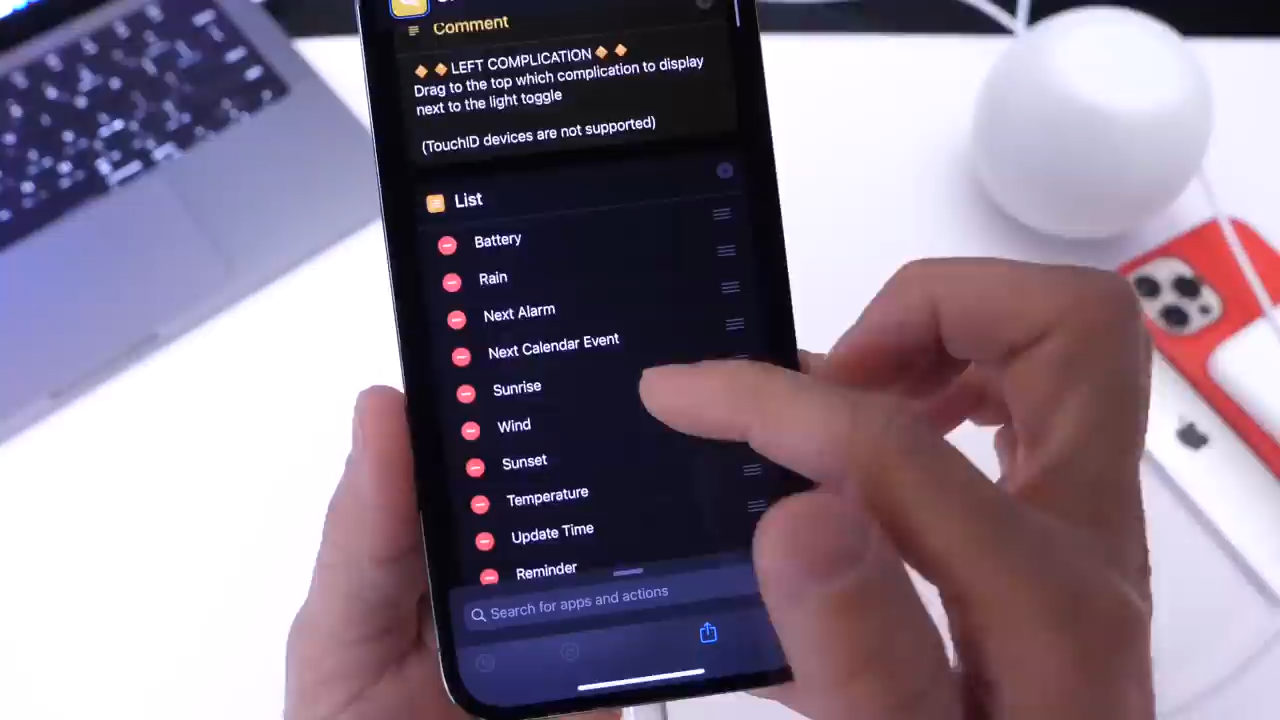 Comment
🔸🔸LEFT COMPLICATION🔸🔸
Drag to the top which complication to display
next to the light toggle
(TouchID devices are not supported)
List
Battery
Rain
Next Alarm
Next Calendar Event
Sunrise
Wind
Sunset
Temperature
Update Time
Reminder
Search for apps and actions